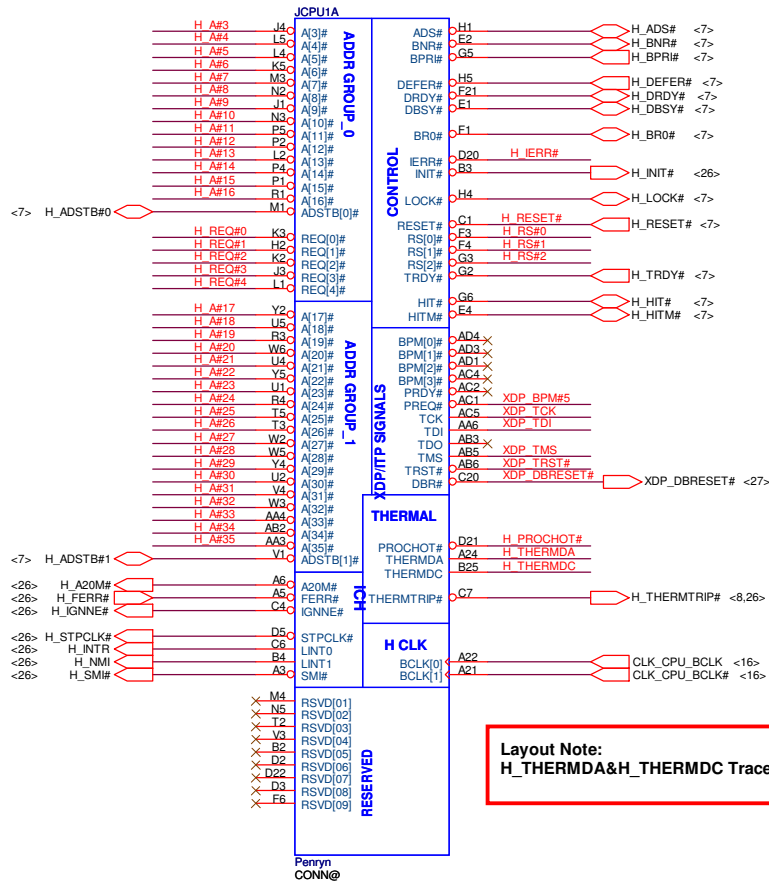 JCPU1A
H_A#3 J4 A[3]# ADS# H1 H_ADS# <7>
H_A#4 L5 A[4]# BNR# E2 H_BNR# <7>
H_A#5 L4 A[5]# BPRI# G5 H_BPRI# <7>
H_A#6 K5 A[6]#
H_A#7 M3 A[7]# DEFER# H5 H_DEFER# <7>
H_A#8 N2 A[8]# DRDY# F21 H_DRDY# <7>
H_A#9 J1 A[9]# DBSY# E1 H_DBSY# <7>
H_A#10 N3 A[10]#
H_A#11 P5 A[11]# BR0# F1 H_BR0# <7>
H_A#12 P2 A[12]#
H_A#13 L2 A[13]# IERR# D20 H_IERR#
H_A#14 P4 A[14]# INIT# B3 H_INIT# <26>
H_A#15 P1 A[15]#
H_A#16 R1 A[16]# LOCK# H4 H_LOCK# <7>
<7> H_ADSTB#0 M1 ADSTB[0]#
ADDR GROUP_0
CONTROL
RESET# C1 H_RESET# H_RESET# <7>
H_REQ#0 K3 REQ[0]# RS[0]# F3 H_RS#0
H_REQ#1 H2 REQ[1]# RS[1]# F4 H_RS#1
H_REQ#2 K2 REQ[2]# RS[2]# G3 H_RS#2
H_REQ#3 J3 REQ[3]# TRDY# G2 H_TRDY# <7>
H_REQ#4 L1 REQ[4]#
HIT# G6 H_HIT# <7>
H_A#17 Y2 A[17]# HITM# E4 H_HITM# <7>
H_A#18 U5 A[18]#
H_A#19 R3 A[19]# BPM[0]# AD4
H_A#20 W6 A[20]# BPM[1]# AD3
H_A#21 U4 A[21]# BPM[2]# AD1
H_A#22 Y5 A[22]# BPM[3]# AC4
H_A#23 U1 A[23]# PRDY# AC2
H_A#24 R4 A[24]# PREQ# AC1 XDP_BPM#5
H_A#25 T5 A[25]# TCK AC5 XDP_TCK
H_A#26 T3 A[26]# TDI AA6 XDP_TDI
H_A#27 W2 A[27]# TDO AB3
H_A#28 W5 A[28]# TMS AB5 XDP_TMS
H_A#29 Y4 A[29]# TRST# AB6 XDP_TRST#
H_A#30 U2 A[30]# DBR# C20 XDP_DBRESET# XDP_DBRESET# <27>
H_A#31 V4 A[31]#
H_A#32 W3 A[32]#
H_A#33 AA4 A[33]#
H_A#34 AB2 A[34]#
H_A#35 AA3 A[35]#
<7> H_ADSTB#1 V1 ADSTB[1]#
ADDR GROUP_1
XDP/ITP SIGNALS
THERMAL
PROCHOT# D21 H_PROCHOT#
THERMDA A24 H_THERMDA
THERMDC B25 H_THERMDC
<26> H_A20M# A6 A20M#
<26> H_FERR# A5 FERR# THERMTRIP# C7 H_THERMTRIP# <8,26>
<26> H_IGNNE# C4 IGNNE#
ICH
<26> H_STPCLK# D5 STPCLK#
<26> H_INTR C6 LINT0
<26> H_NMI B4 LINT1
<26> H_SMI# A3 SMI#
H CLK
BCLK[0] A22 CLK_CPU_BCLK <16>
BCLK[1] A21 CLK_CPU_BCLK# <16>
M4 RSVD[01]
N5 RSVD[02]
T2 RSVD[03]
V3 RSVD[04]
B2 RSVD[05]
D2 RSVD[06]
D22 RSVD[07]
D3 RSVD[08]
F6 RSVD[09]
RESERVED
Layout Note:
H_THERMDA&H_THERMDC Trace
Penryn
CONN@